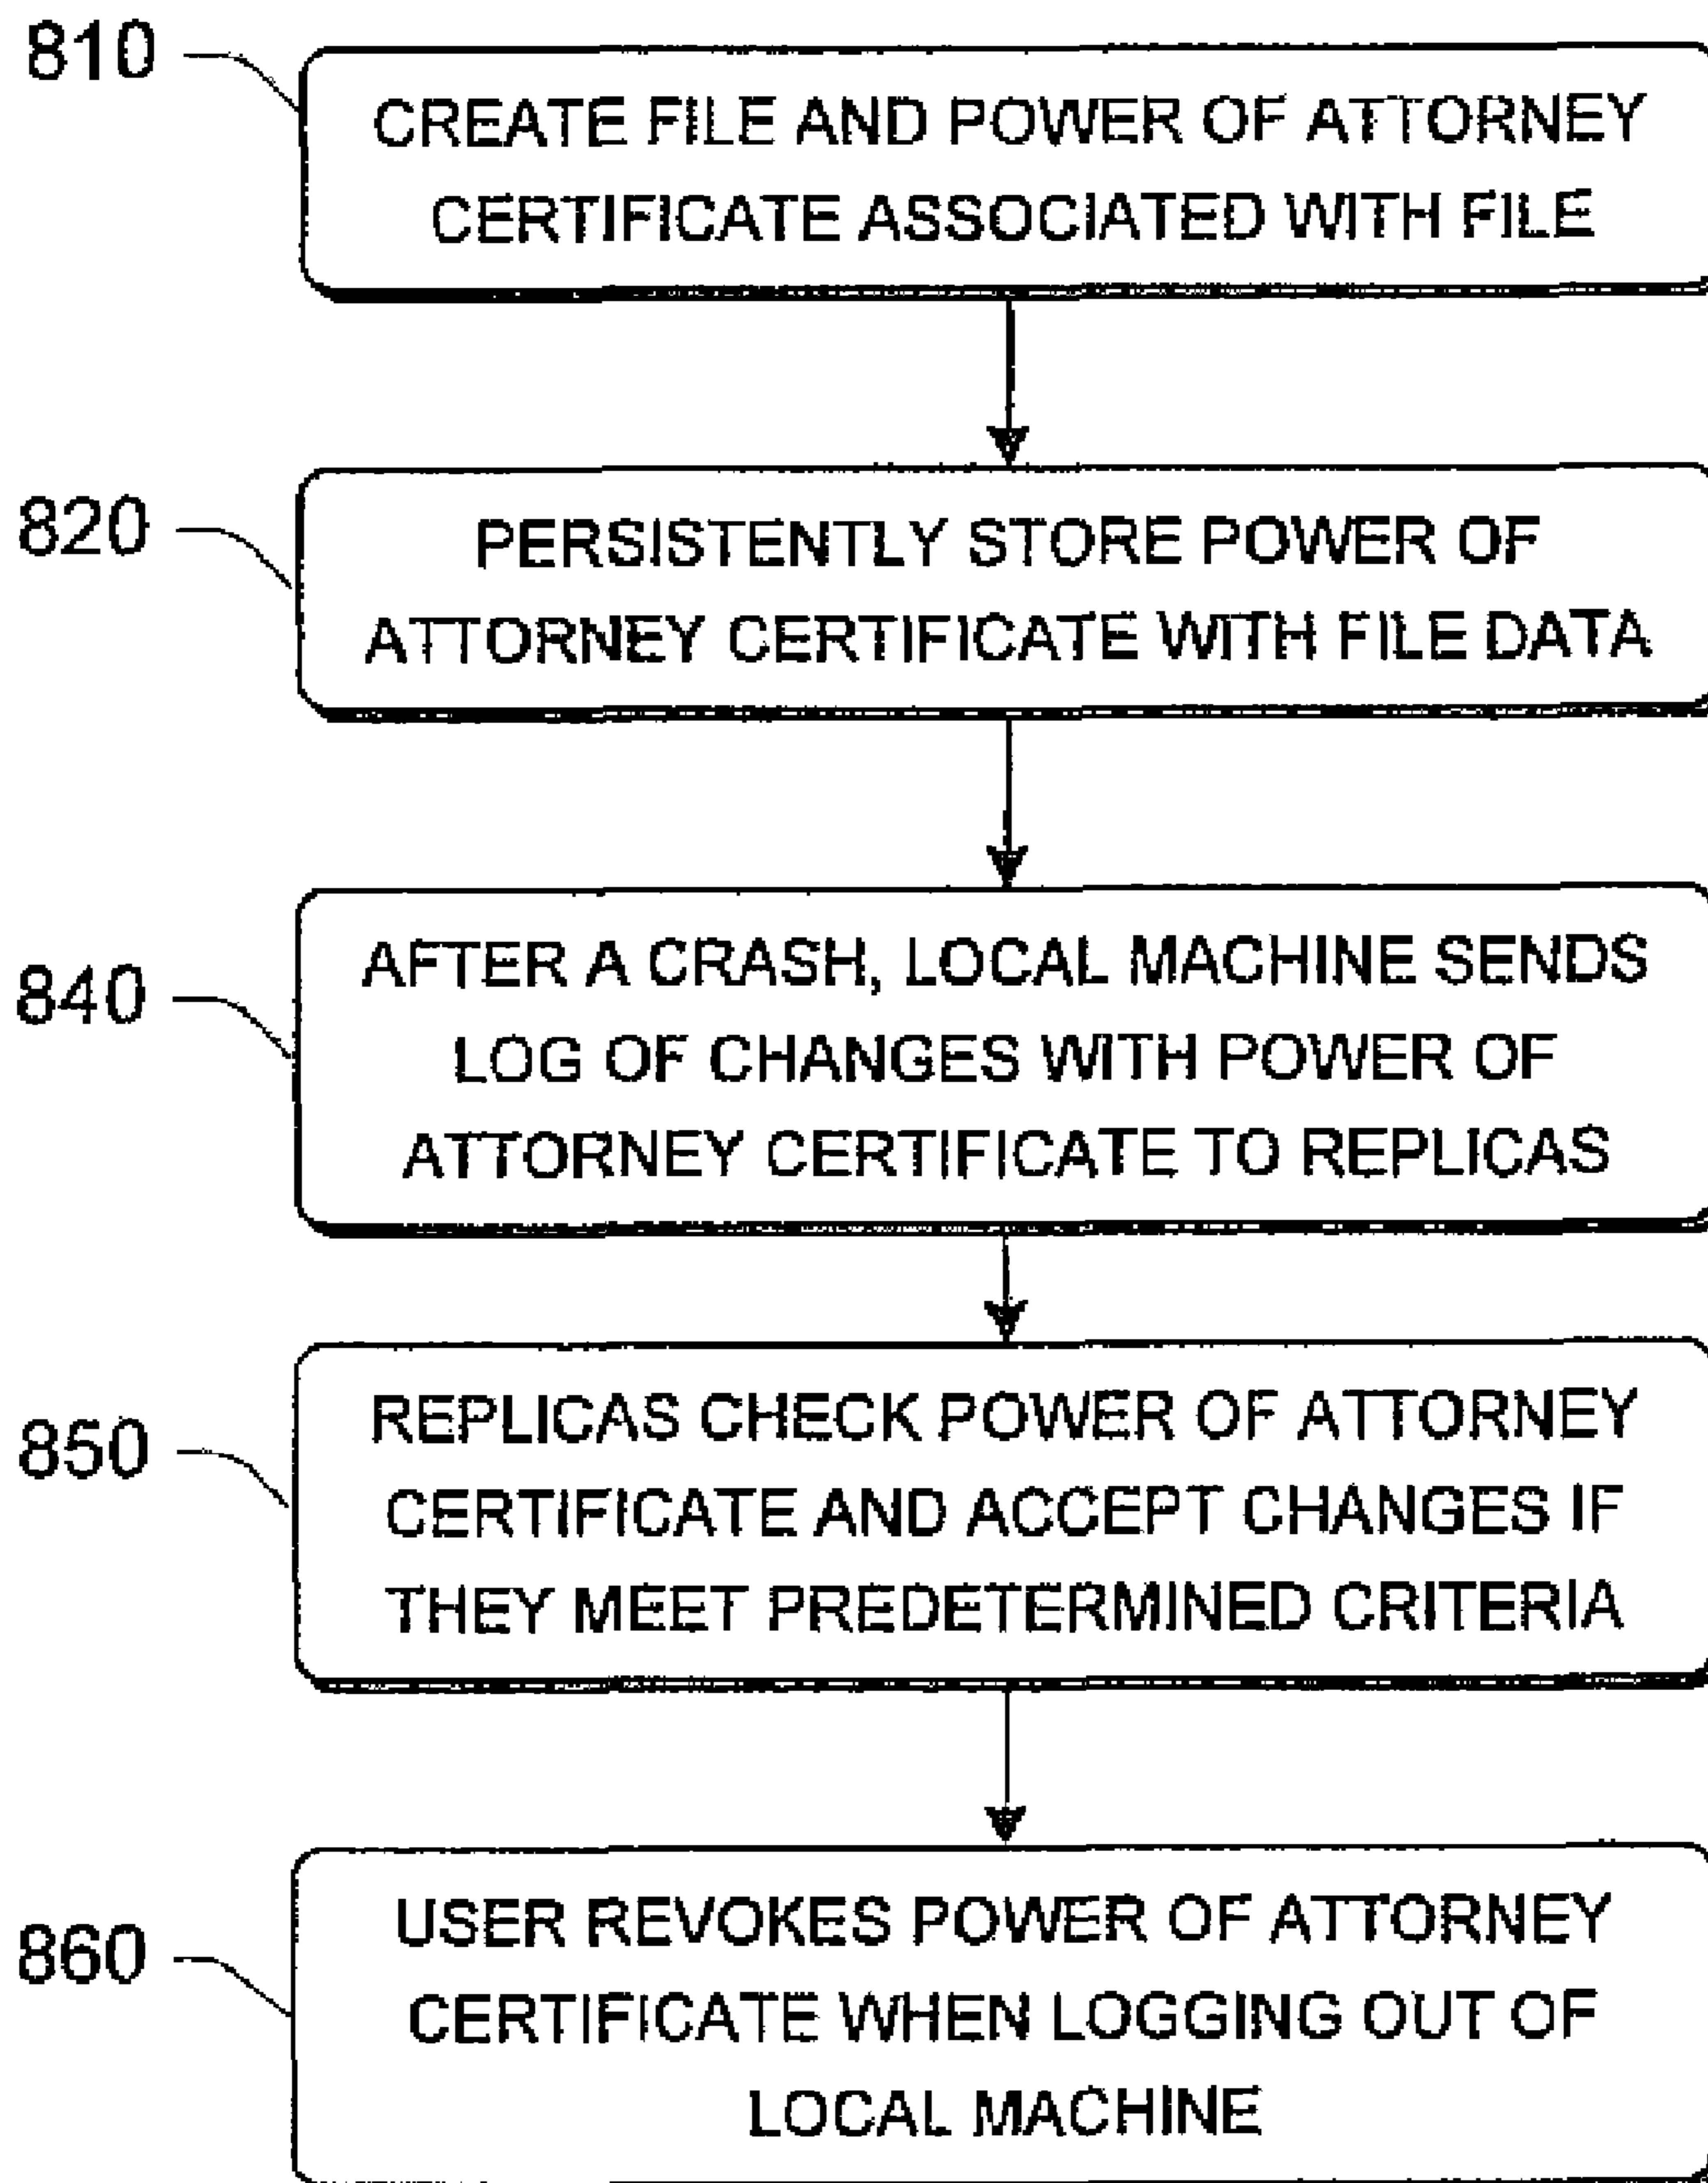 810
CREATE FILE AND POWER OF ATTORNEY
CERTIFICATE ASSOCIATED WITH FILE
820
PERSISTENTLY STORE POWER OF
ATTORNEY CERTIFICATE WITH FILE DATA
840
AFTER A CRASH, LOCAL MACHINE SENDS
LOG OF CHANGES WITH POWER OF
ATTORNEY CERTIFICATE TO REPLICAS
850
REPLICAS CHECK POWER OF ATTORNEY
CERTIFICATE AND ACCEPT CHANGES IF
THEY MEET PREDETERMINED CRITERIA
860
USER REVOKES POWER OF ATTORNEY
CERTIFICATE WHEN LOGGING OUT OF
LOCAL MACHINE